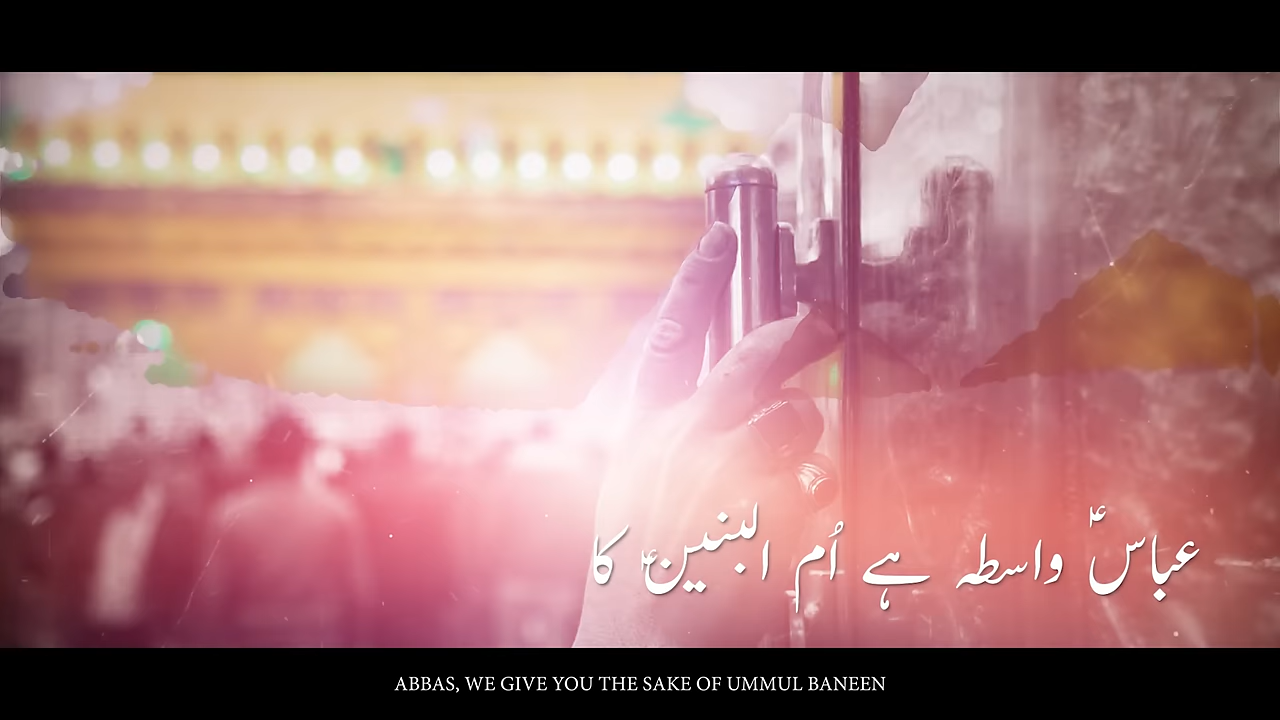 عباسؑ واسطہ ہے اُم البنینؑ کا
ABBAS, WE GIVE YOU THE SAKE OF UMMUL BANEEN